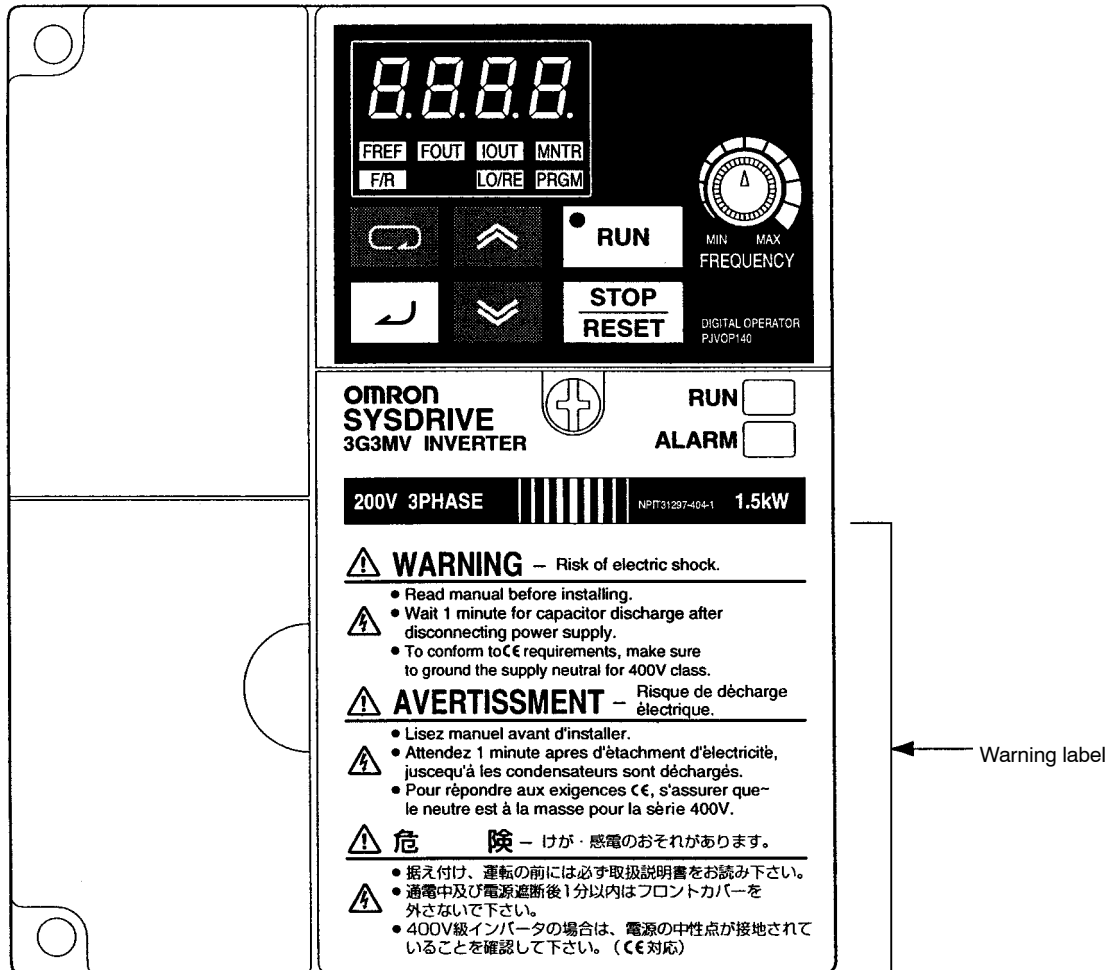 8.8.8.8.
FREF FOUT IOUT MNTR
F/R LO/RE PRGM
RUN
STOP
RESET
MIN MAX
FREQUENCY
DIGITAL OPERATOR
PJVOP140
OMRON
SYSDRIVE
3G3MV INVERTER
RUN
ALARM
200V 3PHASE NPIT31297-404-1 1.5kW
WARNING – Risk of electric shock.
● Read manual before installing.
● Wait 1 minute for capacitor discharge after
disconnecting power supply.
● To conform to CE requirements, make sure
to ground the supply neutral for 400V class.
AVERTISSMENT – Risque de dècharge
èlectrique.
● Lisez manuel avant d'installer.
● Attendez 1 minute apres d'ètachment d'èlectricitè,
juscequ'à les condensateurs sont dèchargès.
● Pour rèpondre aux exigences CE, s'assurer que~
le neutre est à la masse pour la sèrie 400V.
危 険 – けが・感電のおそれがあります。
● 据え付け、運転の前には必ず取扱説明書をお読み下さい。
● 通電中及び電源遮断後1分以内はフロントカバーを
外さないで下さい。
● 400V級インバータの場合は、電源の中性点が接地されて
いることを確認して下さい。(CE対応)
Warning label